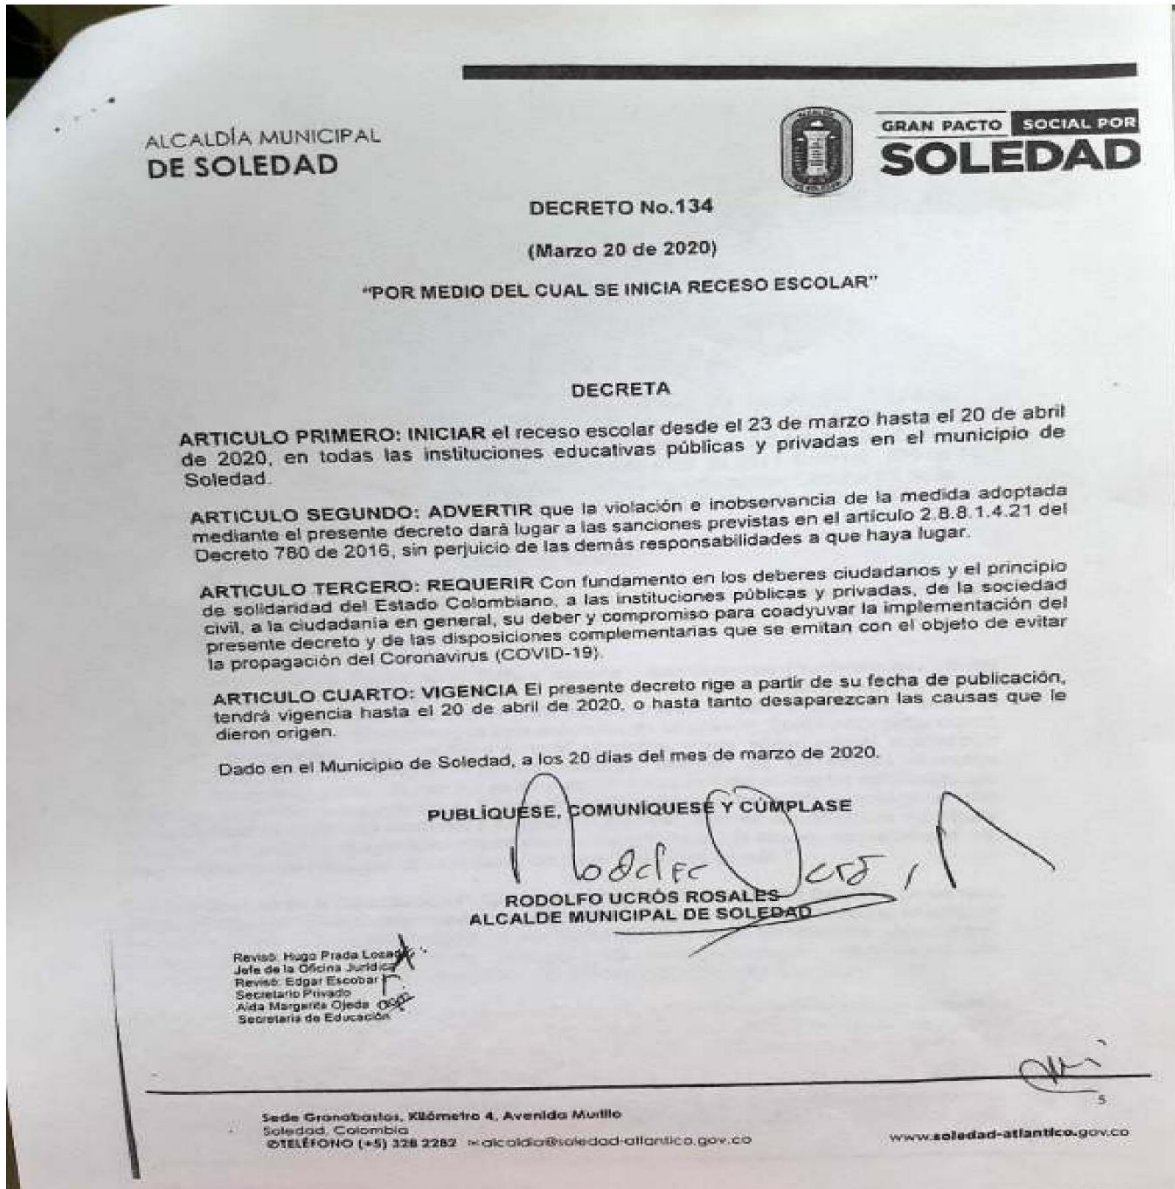 ALCALDÍA MUNICIPAL
DE SOLEDAD
GRAN PACTO SOCIAL POR
SOLEDAD
DECRETO No.134
(Marzo 20 de 2020)
"POR MEDIO DEL CUAL SE INICIA RECESO ESCOLAR"
DECRETA
ARTICULO PRIMERO: INICIAR el receso escolar desde el 23 de marzo hasta el 20 de abril
de 2020, en todas las instituciones educativas públicas y privadas en el municipio de
Soledad.
ARTICULO SEGUNDO: ADVERTIR que la violación e inobservancia de la medida adoptada
mediante el presente decreto dará lugar a las sanciones previstas en el artículo 2.8.8.1.4.21 del
Decreto 780 de 2016, sin perjuicio de las demás responsabilidades a que haya lugar.
ARTICULO TERCERO: REQUERIR Con fundamento en los deberes ciudadanos y el principio
de solidaridad del Estado Colombiano, a las instituciones públicas y privadas, de la sociedad
civil, a la ciudadanía en general, su deber y compromiso para coadyuvar la implementación del
presente decreto y de las disposiciones complementarias que se emitan con el objeto de evitar
la propagación del Coronavirus (COVID-19).
ARTICULO CUARTO: VIGENCIA El presente decreto rige a partir de su fecha de publicación,
tendrá vigencia hasta el 20 de abril de 2020, o hasta tanto desaparezcan las causas que le
dieron origen.
Dado en el Municipio de Soledad, a los 20 días del mes de marzo de 2020.
PUBLÍQUESE, COMUNÍQUESE Y CÚMPLASE
RODOLFO UCRÓS ROSALES
ALCALDE MUNICIPAL DE SOLEDAD
Revisó: Hugo Prada Lozano
Jefe de la Oficina Jurídica
Revisó: Edgar Escobar
Secretario Privado
Aida Margarita Ojeda
Secretaria de Educación
5
Sede Granabastos, Kilómetro 4, Avenida Murillo
Soledad, Colombia
✆TELÉFONO (+5) 328 2282 ✉alcaldia@soledad-atlantico.gov.co
www.soledad-atlantico.gov.co